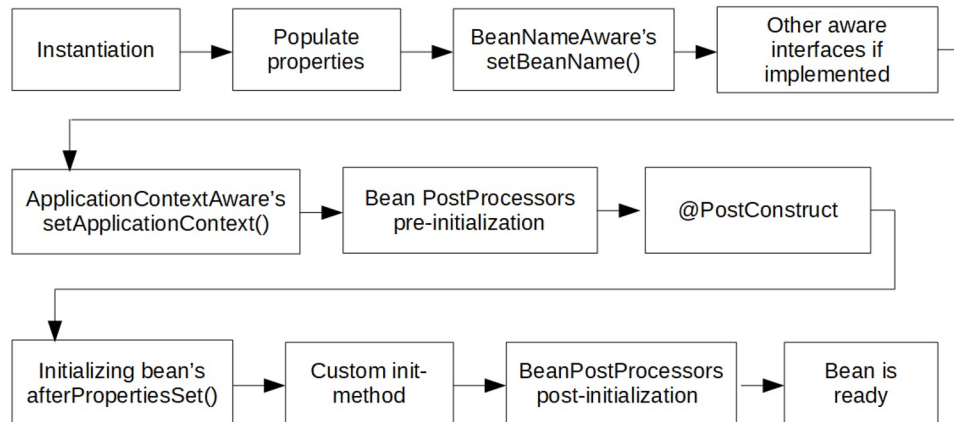 Instantiation
Populate
properties
BeanNameAware's
setBeanName()
Other aware
interfaces if
implemented
ApplicationContextAware’s
setApplicationContext()
Bean PostProcessors
pre-initialization
@PostConstruct
Initializing bean’s
afterPropertiesSet()
Custom init-
method
BeanPostProcessors
post-initialization
Bean is
ready